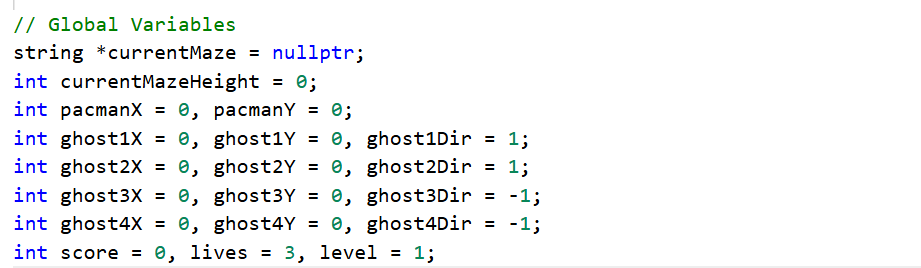 // Global Variables
string *currentMaze = nullptr;
int currentMazeHeight = 0;
int pacmanX = 0, pacmanY = 0;
int ghost1X = 0, ghost1Y = 0, ghost1Dir = 1;
int ghost2X = 0, ghost2Y = 0, ghost2Dir = 1;
int ghost3X = 0, ghost3Y = 0, ghost3Dir = -1;
int ghost4X = 0, ghost4Y = 0, ghost4Dir = -1;
int score = 0, lives = 3, level = 1;